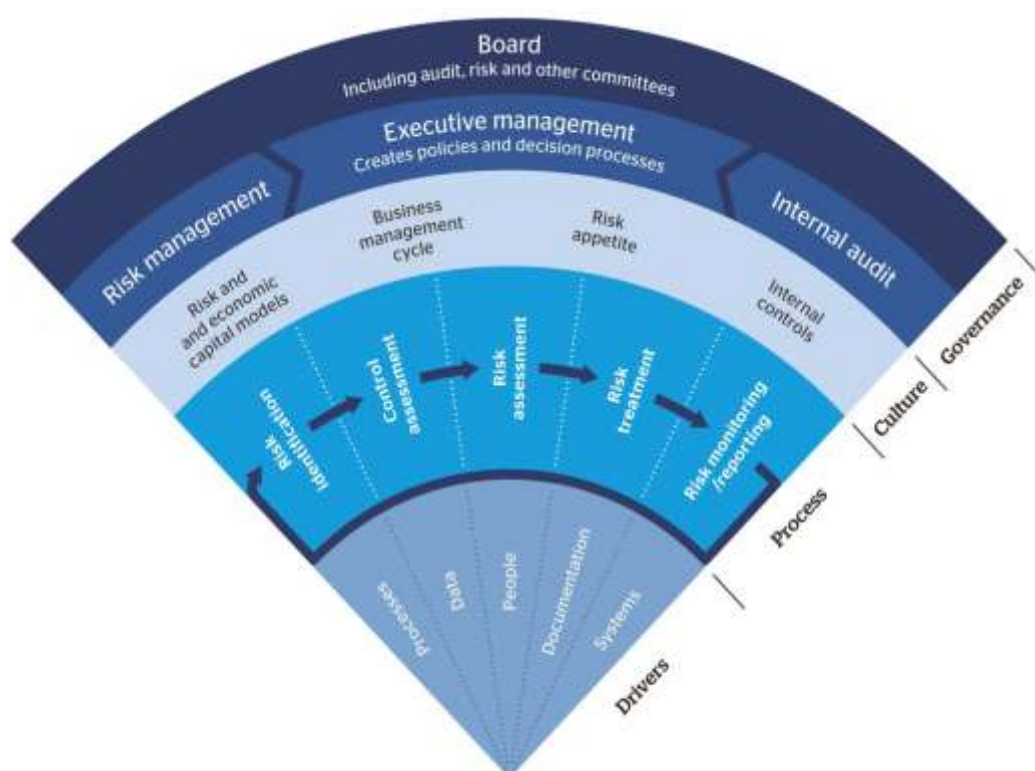 Board
Including audit, risk and other committees
Executive management
Creates policies and decision processes
Risk management
Internal audit
Risk and
and economic
capital models
Business
management
cycle
Risk
appetite
Internal
controls
Risk
identification
Control
assessment
Risk
assessment
Risk
treatment
Risk monitoring
/reporting
Processes
Data
People
Documentation
Systems
Governance
Culture
Process
Drivers